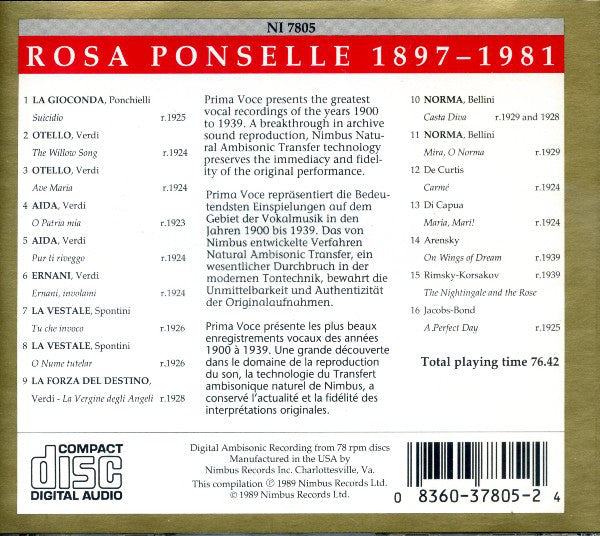 NI 7805
ROSA PONSELLE 1897–1981
1 LA GIOCONDA, Ponchielli
Suicidio r.1925
2 OTELLO, Verdi
The Willow Song r.1924
3 OTELLO, Verdi
Ave Maria r.1924
4 AIDA, Verdi
O Patria mia r.1923
5 AIDA, Verdi
Pur ti riveggo r.1924
6 ERNANI, Verdi
Ernani, involami r.1924
7 LA VESTALE, Spontini
Tu che invoco r.1926
8 LA VESTALE, Spontini
O Nume tutelar r.1926
9 LA FORZA DEL DESTINO,
Verdi - La Vergine degli Angeli r.1928
Prima Voce presents the greatest
vocal recordings of the years 1900
to 1939. A breakthrough in archive
sound reproduction, Nimbus Natu-
ral Ambisonic Transfer technology
preserves the immediacy and fidel-
ity of the original performance.
Prima Voce repräsentiert die Bedeu-
tendsten Einspielungen auf dem
Gebiet der Vokalmusik in den
Jahren 1900 bis 1939. Das von
Nimbus entwickelte Verfahren
Natural Ambisonic Transfer, ein
wesentlicher Durchbruch in der
modernen Tontechnik, bewahrt die
Unmittelbarkeit und Authentizität
der Originalaufnahmen.
Prima Voce présente les plus beaux
enregistrements vocaux des années
1900 à 1939. Une grande découverte
dans le domaine de la reproduction
du son, la technologie du Transfert
ambisonique naturel de Nimbus, a
conservé l'actualité et la fidélité des
interprétations originales.
10 NORMA, Bellini
Casta Diva r.1929 and 1928
11 NORMA, Bellini
Mira, O Norma r.1929
12 De Curtis
Carmé r.1924
13 Di Capua
Maria, Mari! r.1924
14 Arensky
On Wings of Dream r.1939
15 Rimsky-Korsakov r.1939
The Nightingale and the Rose
16 Jacobs-Bond
A Perfect Day r.1925
Total playing time 76.42
COMPACT
disc
DIGITAL AUDIO
Digital Ambisonic Recording from 78 rpm discs
Manufactured in the USA by
Nimbus Records Inc. Charlottesville, Va.
This compilation ℗ 1989 Nimbus Records Ltd.
© 1989 Nimbus Records Ltd.
0 83603-7805-2 4